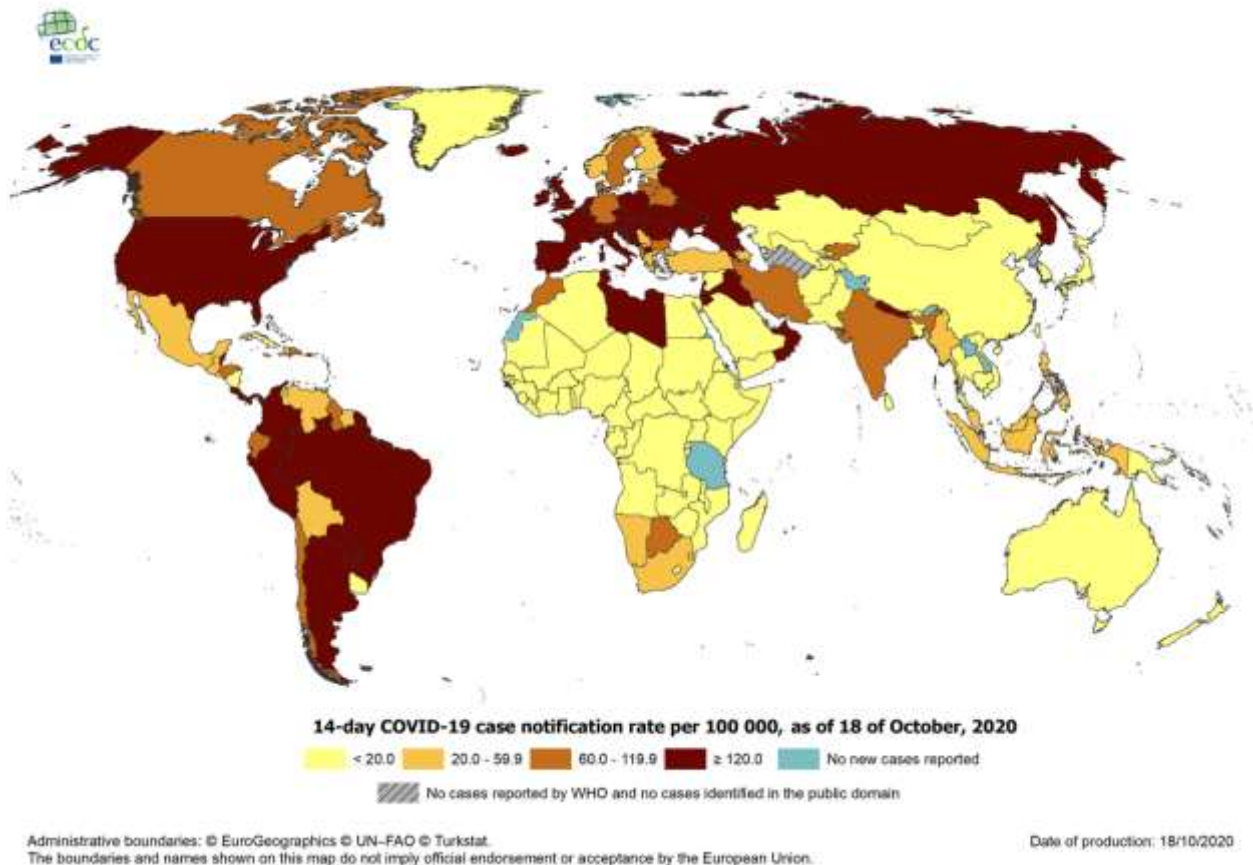 ecdc
14-day COVID-19 case notification rate per 100 000, as of 18 of October, 2020
< 20.0 20.0 - 59.9 60.0 - 119.9 ≥ 120.0 No new cases reported
No cases reported by WHO and no cases identified in the public domain
Administrative boundaries: © EuroGeographics © UN–FAO © Turkstat.
The boundaries and names shown on this map do not imply official endorsement or acceptance by the European Union.
Date of production: 18/10/2020